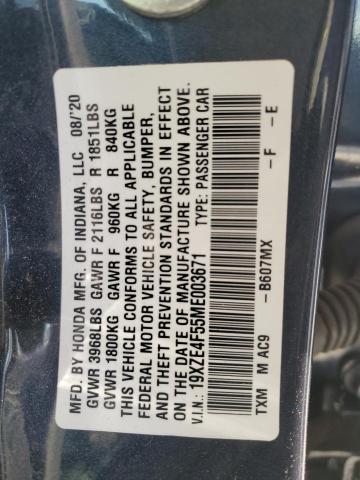 MFD. BY HONDA MFG. OF INDIANA, LLC 08/'20
GVWR 3968LBS GAWR F 2116LBS R 1851LBS
GVWR 1800KG GAWR F 960KG R 840KG
THIS VEHICLE CONFORMS TO ALL APPLICABLE
FEDERAL MOTOR VEHICLE SAFETY, BUMPER,
AND THEFT PREVENTION STANDARDS IN EFFECT
ON THE DATE OF MANUFACTURE SHOWN ABOVE.
V.I.N.: 19XZE4F55ME003671 TYPE: PASSENGER CAR
TXM M AC9 - B607MX - F - E